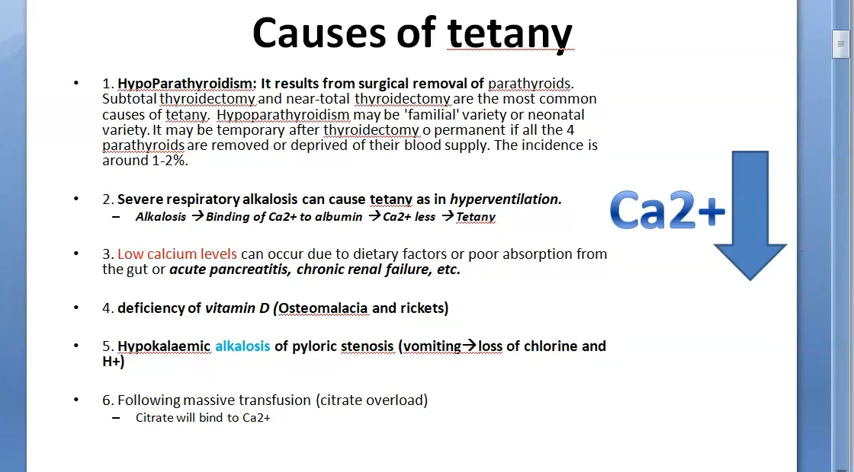 Causes of tetany
• 1. HypoParathyroidism: It results from surgical removal of parathyroids.
Subtotal thyroidectomy and near-total thyroidectomy are the most common
causes of tetany. Hypoparathyroidism may be 'familial' variety or neonatal
variety. It may be temporary after thyroidectomy o permanent if all the 4
parathyroids are removed or deprived of their blood supply. The incidence is
around 1-2%.
• 2. Severe respiratory alkalosis can cause tetany as in hyperventilation.
– Alkalosis → Binding of Ca2+ to albumin → Ca2+ less → Tetany
Ca2+
• 3. Low calcium levels can occur due to dietary factors or poor absorption from
the gut or acute pancreatitis, chronic renal failure, etc.
• 4. deficiency of vitamin D (Osteomalacia and rickets)
• 5. Hypokalaemic alkalosis of pyloric stenosis (vomiting→loss of chlorine and
H+)
• 6. Following massive transfusion (citrate overload)
– Citrate will bind to Ca2+